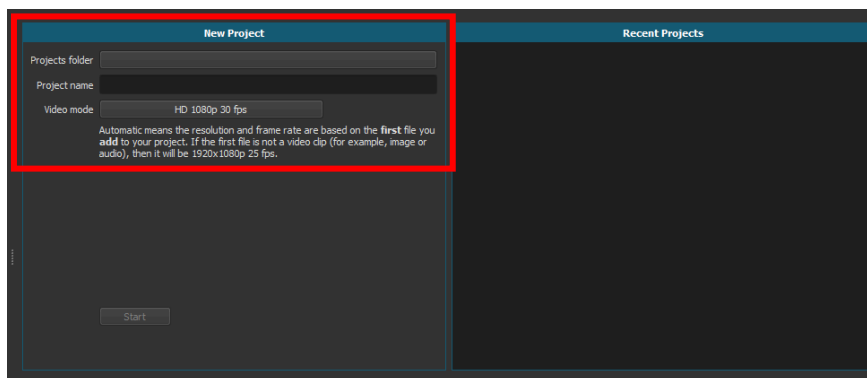 New Project
Recent Projects
Projects folder
Project name
Video mode
HD 1080p 30 fps
Automatic means the resolution and frame rate are based on the first file you
add to your project. If the first file is not a video clip (for example, image or
audio), then it will be 1920x1080p 25 fps.
Start